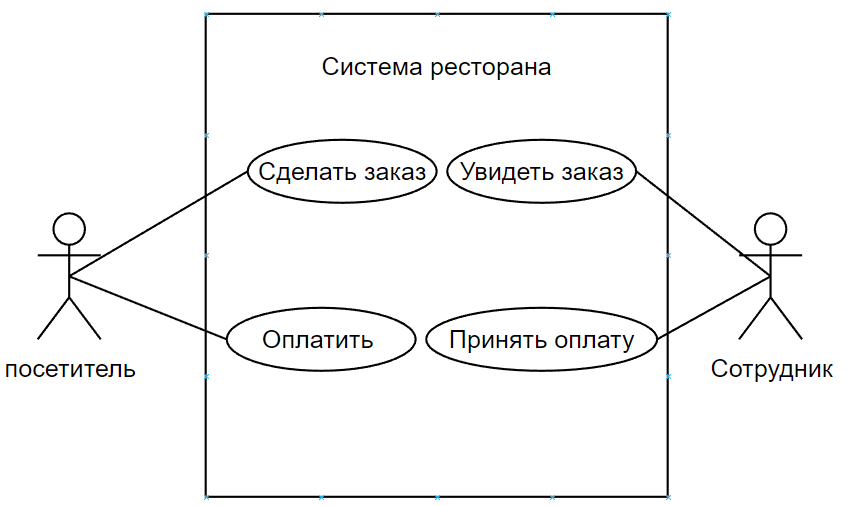 Система ресторана
Сделать заказ
Увидеть заказ
Оплатить
Принять оплату
посетитель
Сотрудник